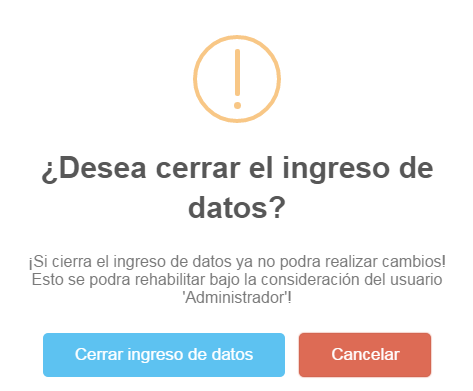 ¿Desea cerrar el ingreso de
datos?
¡Si cierra el ingreso de datos ya no podra realizar cambios!
Esto se podra rehabilitar bajo la consideración del usuario
'Administrador'!
Cerrar ingreso de datos
Cancelar